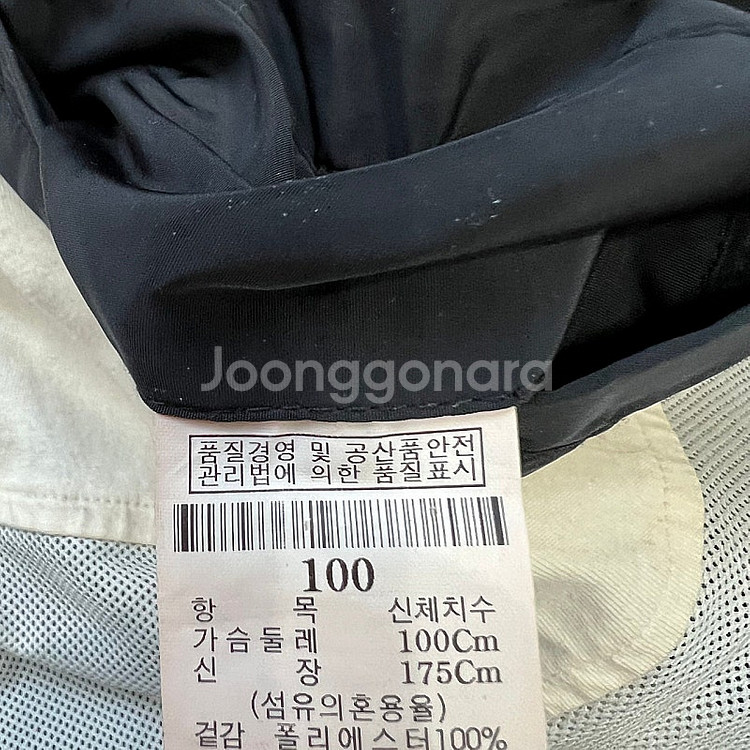 Joonggonara
품질경영 및 공산품안전
관리법에 의한 품질표시
100
항 목 신체치수
가슴둘레 100Cm
신 장 175Cm
(섬유의혼용율)
겉감 폴리에스터100%